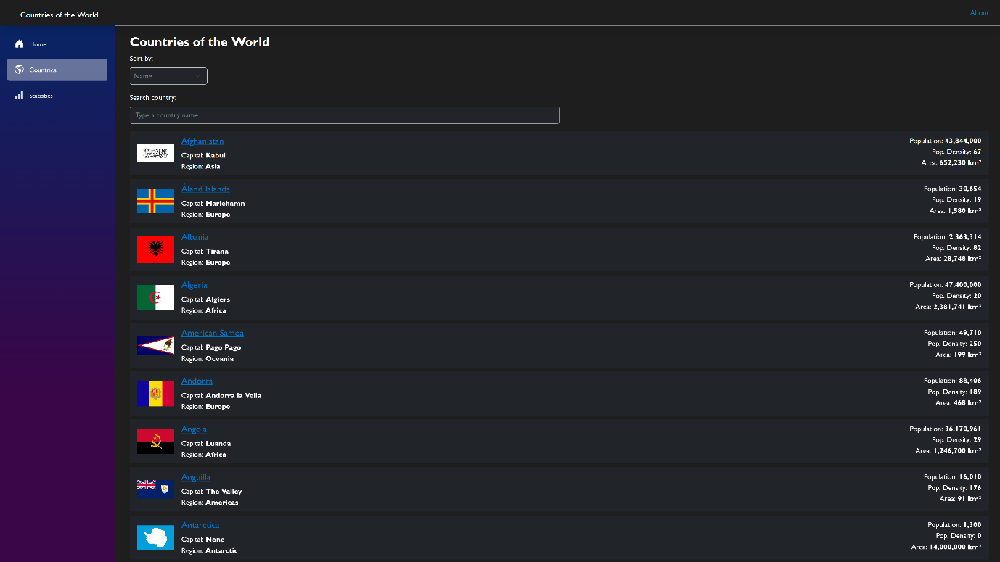 Countries of the World
About
Home
Countries
Statistics
Countries of the World
Sort by:
Name
Search country:
Type a country name...
Afghanistan
Capital: Kabul
Region: Asia
Population: 43,844,000
Pop. Density: 67
Area: 652,230 km²
Åland Islands
Capital: Mariehamn
Region: Europe
Population: 30,654
Pop. Density: 19
Area: 1,580 km²
Albania
Capital: Tirana
Region: Europe
Population: 2,363,314
Pop. Density: 82
Area: 28,748 km²
Algeria
Capital: Algiers
Region: Africa
Population: 47,400,000
Pop. Density: 20
Area: 2,381,741 km²
American Samoa
Capital: Pago Pago
Region: Oceania
Population: 49,710
Pop. Density: 250
Area: 199 km²
Andorra
Capital: Andorra la Vella
Region: Europe
Population: 88,406
Pop. Density: 189
Area: 468 km²
Angola
Capital: Luanda
Region: Africa
Population: 36,170,961
Pop. Density: 29
Area: 1,246,700 km²
Anguilla
Capital: The Valley
Region: Americas
Population: 16,010
Pop. Density: 176
Area: 91 km²
Antarctica
Capital: None
Region: Antarctic
Population: 1,300
Pop. Density: 0
Area: 14,000,000 km²